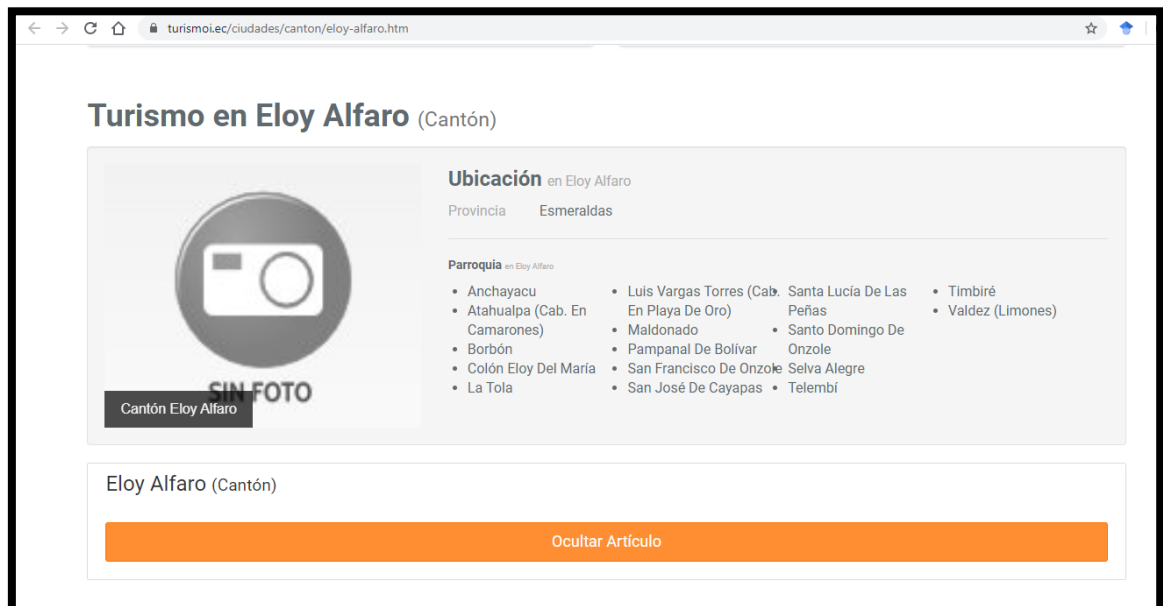 turismoi.ec/ciudades/canton/eloy-alfaro.htm
Turismo en Eloy Alfaro (Cantón)
SIN FOTO
Cantón Eloy Alfaro
Ubicación en Eloy Alfaro
Provincia Esmeraldas
Parroquia en Eloy Alfaro
Anchayacu
Atahualpa (Cab. En
Camarones)
Borbón
Colón Eloy Del María
La Tola
Luis Vargas Torres (Cab.
En Playa De Oro)
Maldonado
Pampanal De Bolívar
San Francisco De Onzole
San José De Cayapas
Santa Lucía De Las
Peñas
Santo Domingo De
Onzole
Selva Alegre
Telembí
Timbiré
Valdez (Limones)
Eloy Alfaro (Cantón)
Ocultar Artículo